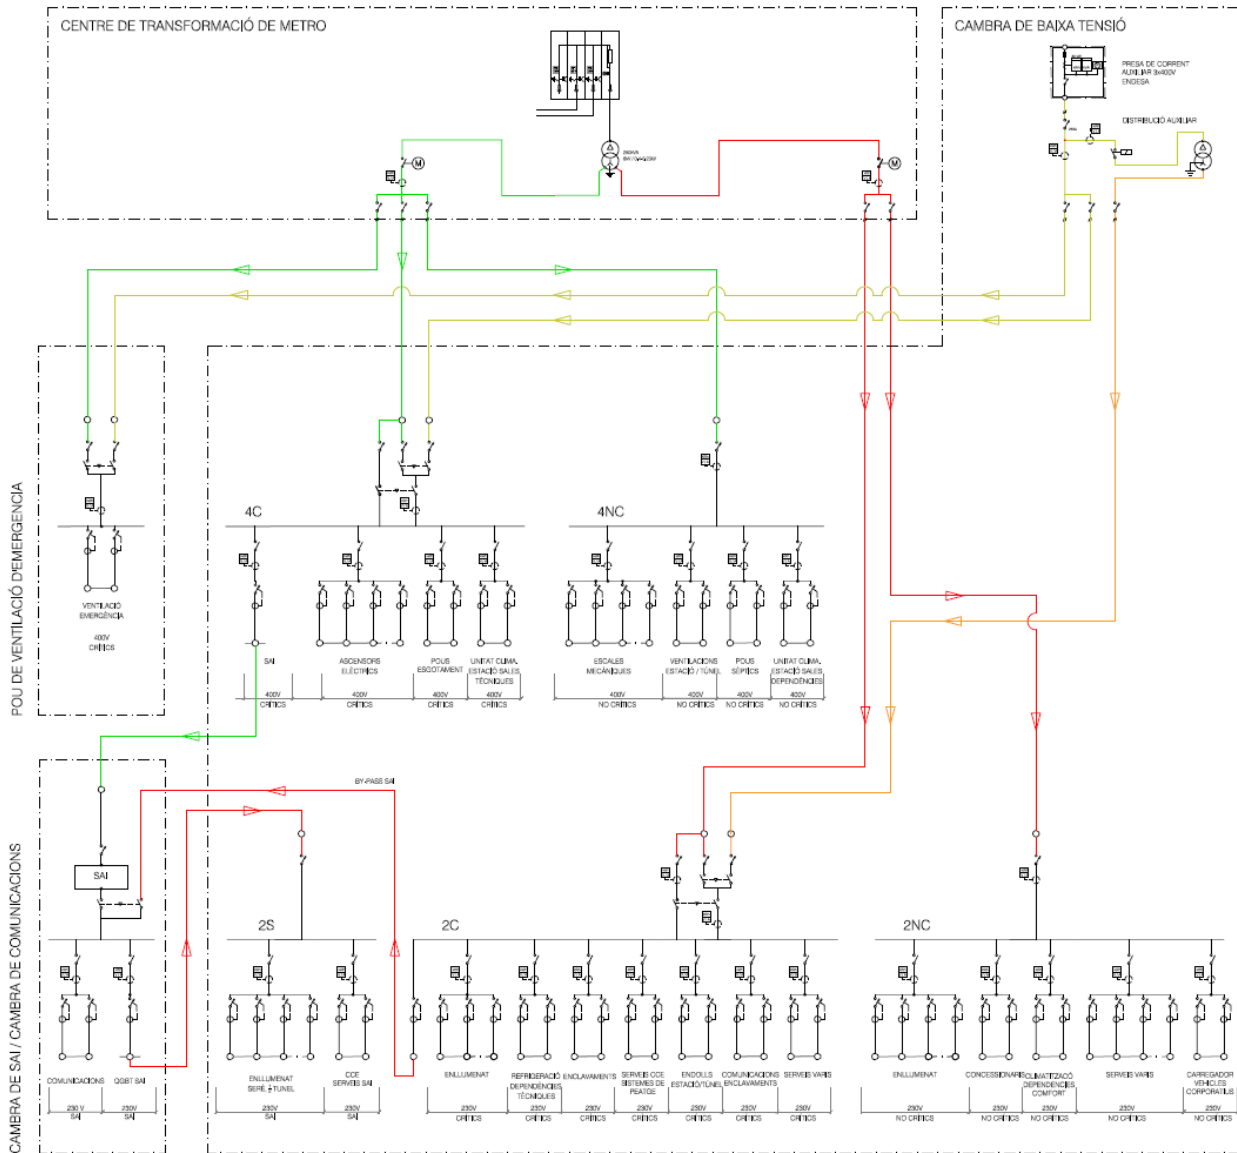 CENTRE DE TRANSFORMACIÓ DE METRO
CAMBRA DE BAIXA TENSIÓ
PRESA DE CORRENT
AUXILIAR 3x400V
ENDESA
DISTRIBUCIÓ AUXILIAR
M
M
POU DE VENTILACIÓ D'EMERGENCIA
4C
4NC
VENTILACIÓ
EMERGÈNCIA
400V
CRÍTICS
SAI
400V
CRÍTICS
ASCENSORS
ELÈCTRICS
400V
CRÍTICS
POUS
ESGOTAMENT
400V
CRÍTICS
UNITAT CLIMA.
ESTACIÓ SALES
TÈCNIQUES
400V
CRÍTICS
ESCALES
MECÀNIQUES
400V
NO CRÍTICS
VENTILACIONS
ESTACIÓ / TÚNEL
400V
NO CRÍTICS
POUS
SÈPTICS
400V
NO CRÍTICS
UNITAT CLIMA.
ESTACIÓ SALES
DEPENDÈNCIES
400V
NO CRÍTICS
BY-PASS SAI
CAMBRA DE SAI / CAMBRA DE COMUNICACIONS
SAI
2S
2C
2NC
COMUNICACIONS
230 V
SAI
QGBT SAI
230V
SAI
ENLLUMENAT
230V
SAI
CCE
SERVEIS SAI
230 V
SAI
ENLLUMENAT
230V
CRÍTICS
REFRIGERACIÓ
DEPENDÈNCIES
TÈCNIQUES
230V
CRÍTICS
ENCLAVAMENTS
230V
CRÍTICS
SERVEIS CCE
SISTEMES DE
PEATGE
230V
CRÍTICS
ENDOLLS
ESTACIÓ/TÚNEL
230V
CRÍTICS
COMUNICACIONS
ENCLAVAMENTS
230V
CRÍTICS
SERVEIS VARIS
230V
CRÍTICS
ENLLUMENAT
230V
NO CRÍTICS
CONCESSIONARIS
230V
NO CRÍTICS
CLIMATITZACIÓ
DEPENDENCIES
COMFORT
230V
NO CRÍTICS
SERVEIS VARIS
230V
NO CRÍTICS
CARREGADOR
VEHICLES
CORPORATIUS
230V
NO CRÍTICS